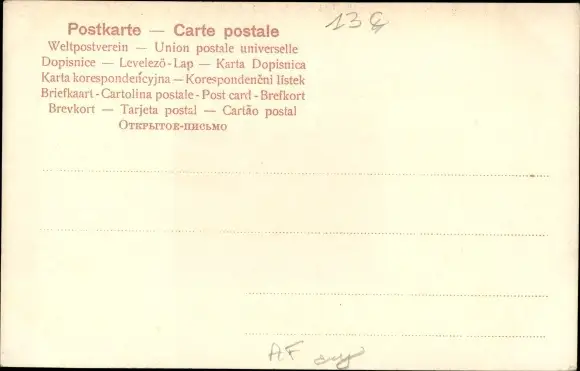 Postkarte — Carte postale
Weltpostverein — Union postale universelle
Dopisnice — Levelező-Lap — Karta Dopisnica
Karta korespondencyjna — Korespondenční lístek
Briefkaart - Cartolina postale - Post card - Brefkort
Brevkort — Tarjeta postal — Cartão postal
Открытое-письмо
13
AF